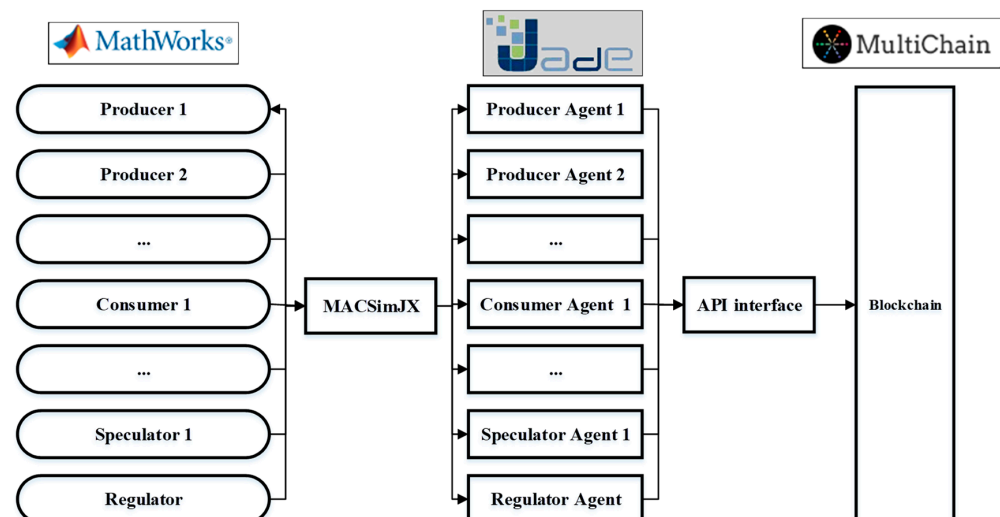 MathWorks®
Jade
MultiChain
Producer 1
Producer Agent 1
Producer 2
Producer Agent 2
...
...
Consumer 1
MACSimJX
Consumer Agent 1
API interface
Blockchain
...
...
Speculator 1
Speculator Agent 1
Regulator
Regulator Agent